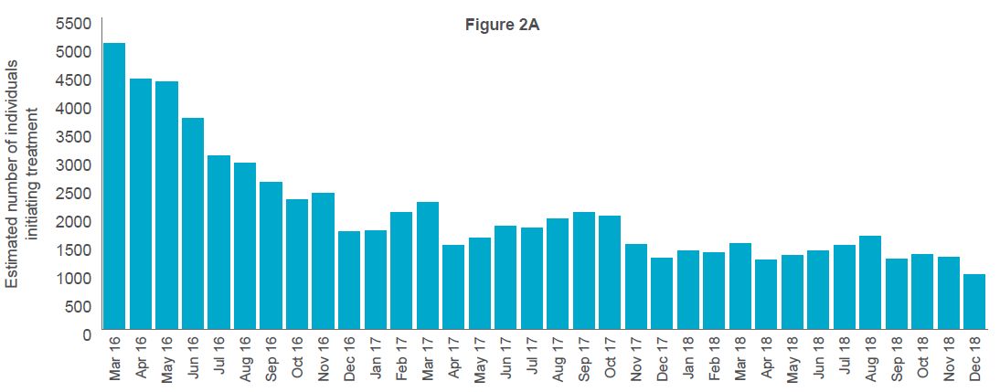 Figure 2A
Estimated number of individuals
initiating treatment
5500
5000
4500
4000
3500
3000
2500
2000
1500
1000
500
0
Mar 16
Apr 16
May 16
Jun 16
Jul 16
Aug 16
Sep 16
Oct 16
Nov 16
Dec 16
Jan 17
Feb 17
Mar 17
Apr 17
May 17
Jun 17
Jul 17
Aug 17
Sep 17
Oct 17
Nov 17
Dec 17
Jan 18
Feb 18
Mar 18
Apr 18
May 18
Jun 18
Jul 18
Aug 18
Sep 18
Oct 18
Nov 18
Dec 18